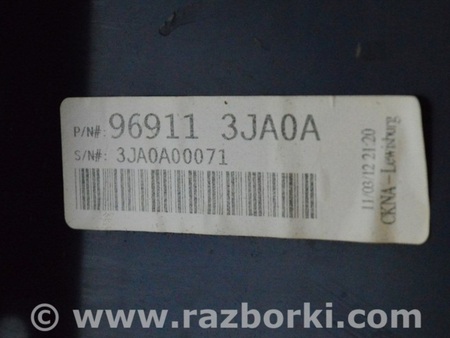 P/N#: 96911 3JA0A
S/N#: 3JA0A00071
11/03/12 21:20
CKNA - Lewisburg
© www.razborki.com